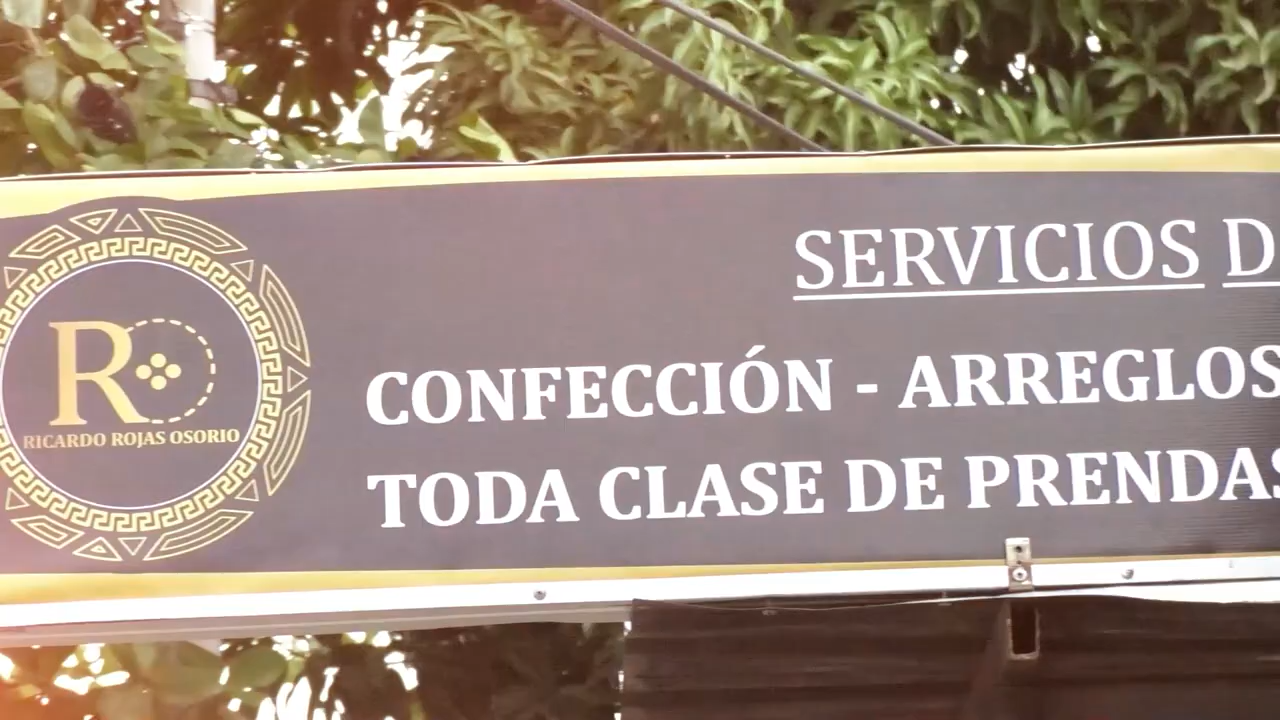 SERVICIOS D
CONFECCIÓN - ARREGLOS
TODA CLASE DE PRENDAS
R
RICARDO ROJAS OSORIO